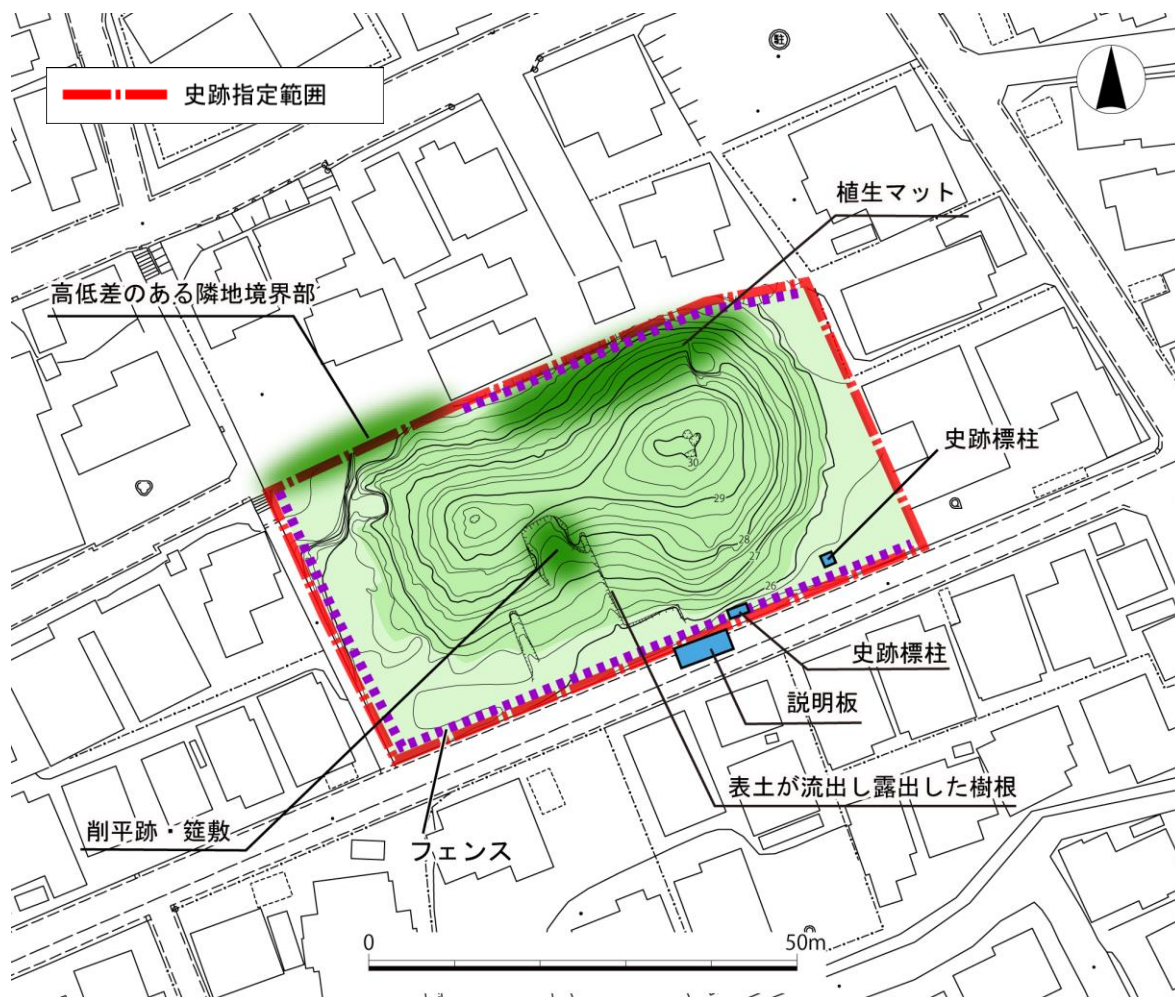 駐
史跡指定範囲
植生マット
高低差のある隣地境界部
史跡標柱
30
29
28
27
26
史跡標柱
説明板
表土が流出し露出した樹根
削平跡・筵敷
フェンス
0
50m